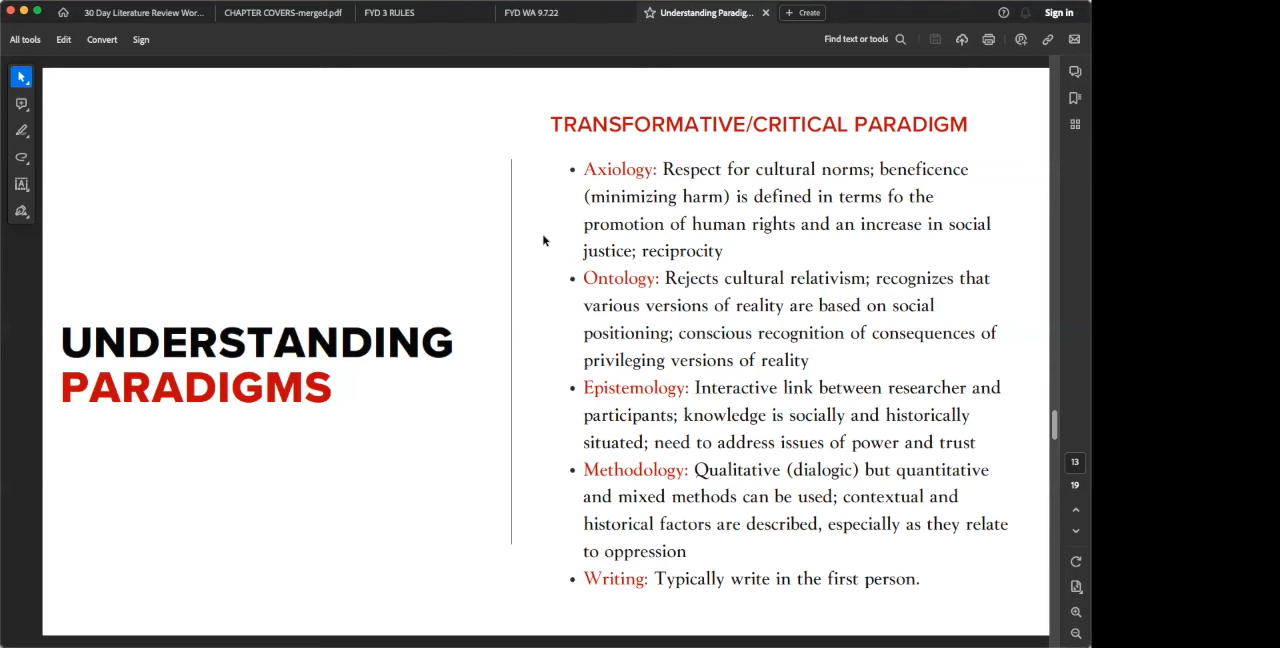 30 Day Literature Review Wor...
CHAPTER COVERS-merged.pdf
FYD 3 RULES
FYD WA 9.7.22
Understanding Paradig...
Create
Sign in
All tools
Edit
Convert
Sign
Find text or tools
UNDERSTANDING
PARADIGMS
TRANSFORMATIVE/CRITICAL PARADIGM
• Axiology: Respect for cultural norms; beneficence
(minimizing harm) is defined in terms fo the
promotion of human rights and an increase in social
justice; reciprocity
• Ontology: Rejects cultural relativism; recognizes that
various versions of reality are based on social
positioning; conscious recognition of consequences of
privileging versions of reality
• Epistemology: Interactive link between researcher and
participants; knowledge is socially and historically
situated; need to address issues of power and trust
• Methodology: Qualitative (dialogic) but quantitative
and mixed methods can be used; contextual and
historical factors are described, especially as they relate
to oppression
• Writing: Typically write in the first person.
13
19